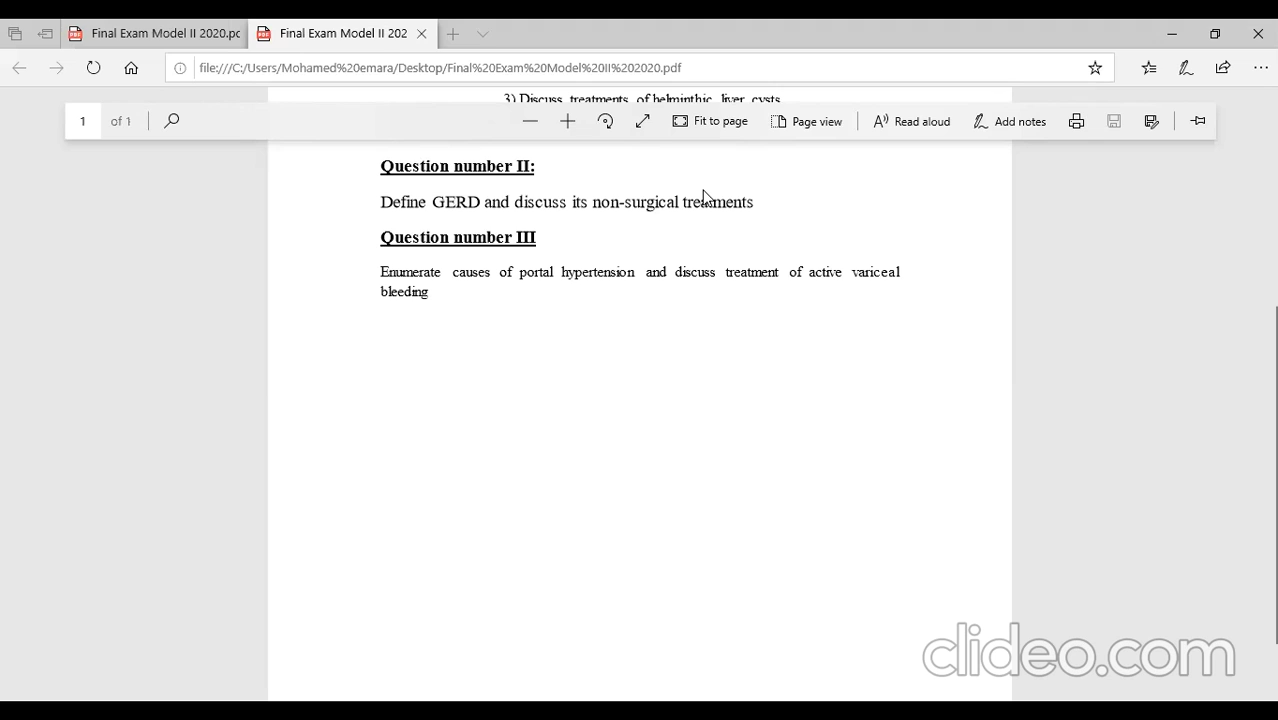 Final Exam Model II 2020.pc
Final Exam Model II 202
file:///C:/Users/Mohamed%20emara/Desktop/Final%20Exam%20Model%20II%202020.pdf
3) Discuss treatments of helminthic liver cysts
1 of 1
Fit to page
Page view
Read aloud
Add notes
Question number II:
Define GERD and discuss its non-surgical treatments
Question number III
Enumerate causes of portal hypertension and discuss treatment of active variceal
bleeding
clideo.com